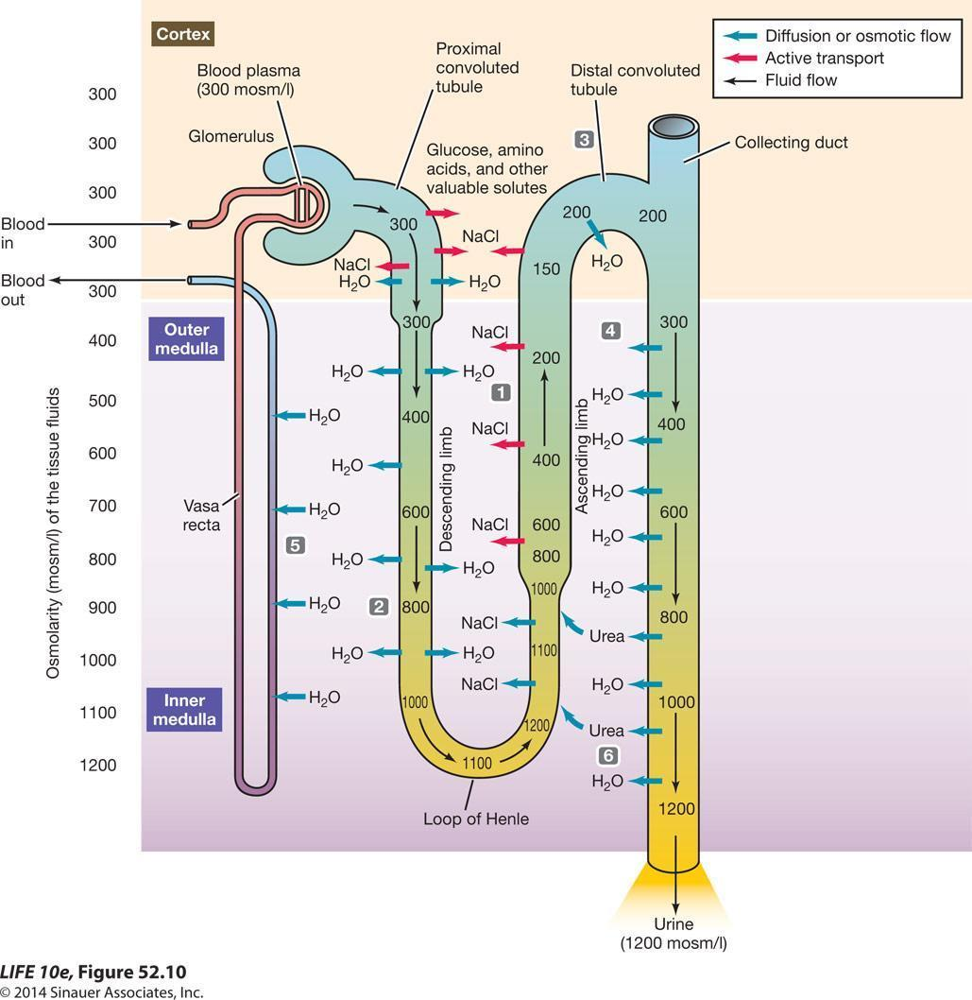 Cortex
Blood plasma
(300 mosm/l)
Proximal
convoluted
tubule
Distal convoluted
tubule
Diffusion or osmotic flow
Active transport
Fluid flow
Glomerulus
Glucose, amino
acids, and other
valuable solutes
3
Collecting duct
Blood
in
Blood
out
300
300
300
300
300
400
500
600
700
800
900
1000
1100
1200
Osmolarity (mosm/l) of the tissue fluids
Outer
medulla
Inner
medulla
Vasa
recta
H2O
H2O
5
H2O
H2O
300
NaCl
NaCl
H2O
H2O
300
H2O
H2O
400
H2O
600
H2O
H2O
2
800
H2O
H2O
1000
Descending limb
1100
Loop of Henle
1200
1100
1000
800
600
400
200
150
200
H2O
200
NaCl
1
NaCl
NaCl
NaCl
NaCl
Ascending limb
4
300
H2O
400
H2O
H2O
600
H2O
H2O
800
Urea
H2O
1000
Urea
6
H2O
1200
Urine
(1200 mosm/l)
LIFE 10e, Figure 52.10
© 2014 Sinauer Associates, Inc.